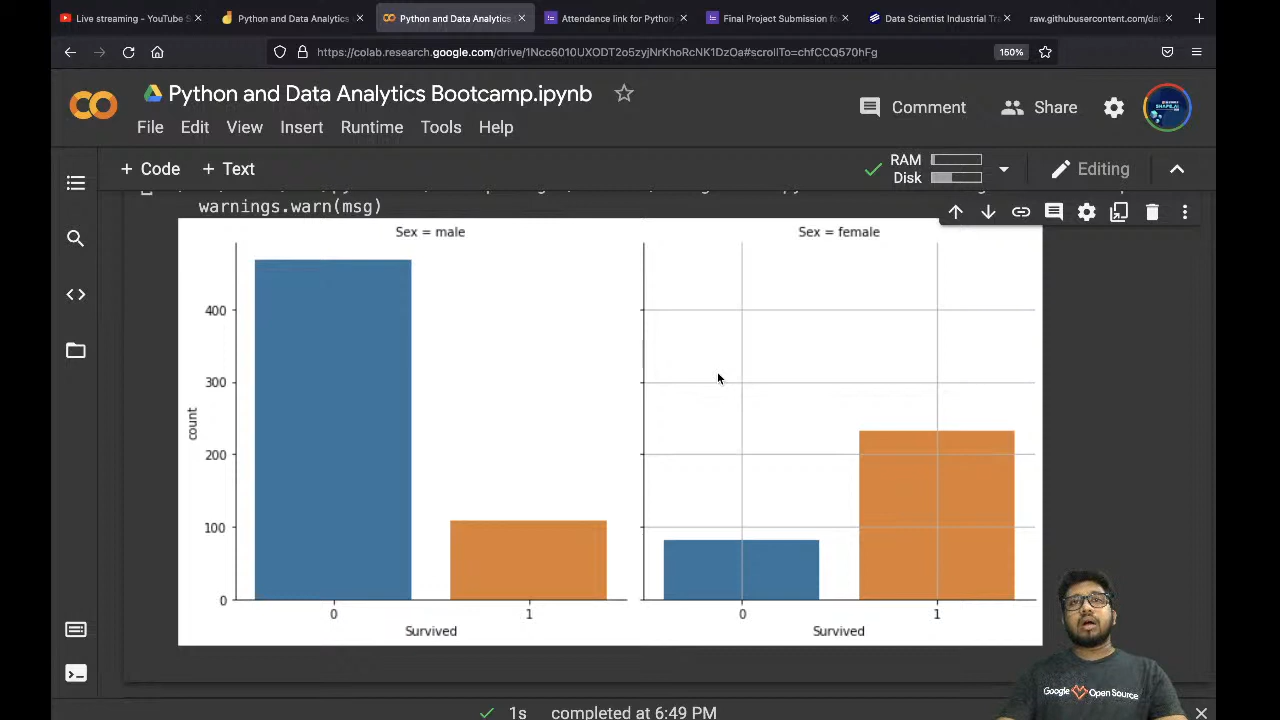 Live streaming - YouTube S
Python and Data Analytics
Python and Data Analytics
Attendance link for Python
Final Project Submission fo
Data Scientist Industrial Tra
raw.githubusercontent.com/dat
https://colab.research.google.com/drive/1Ncc6010UXODT2o5zyjNrKhoRcNK1DzOa#scrollTo=chfCCQ570hFg
150%
Python and Data Analytics Bootcamp.ipynb
Comment
Share
File Edit View Insert Runtime Tools Help
+ Code + Text
RAM
Disk
Editing
warnings.warn(msg)
Sex = male
Sex = female
400
300
200
100
0
count
0 1
0 1
Survived
Survived
Google Open Source
1s completed at 6:49 PM